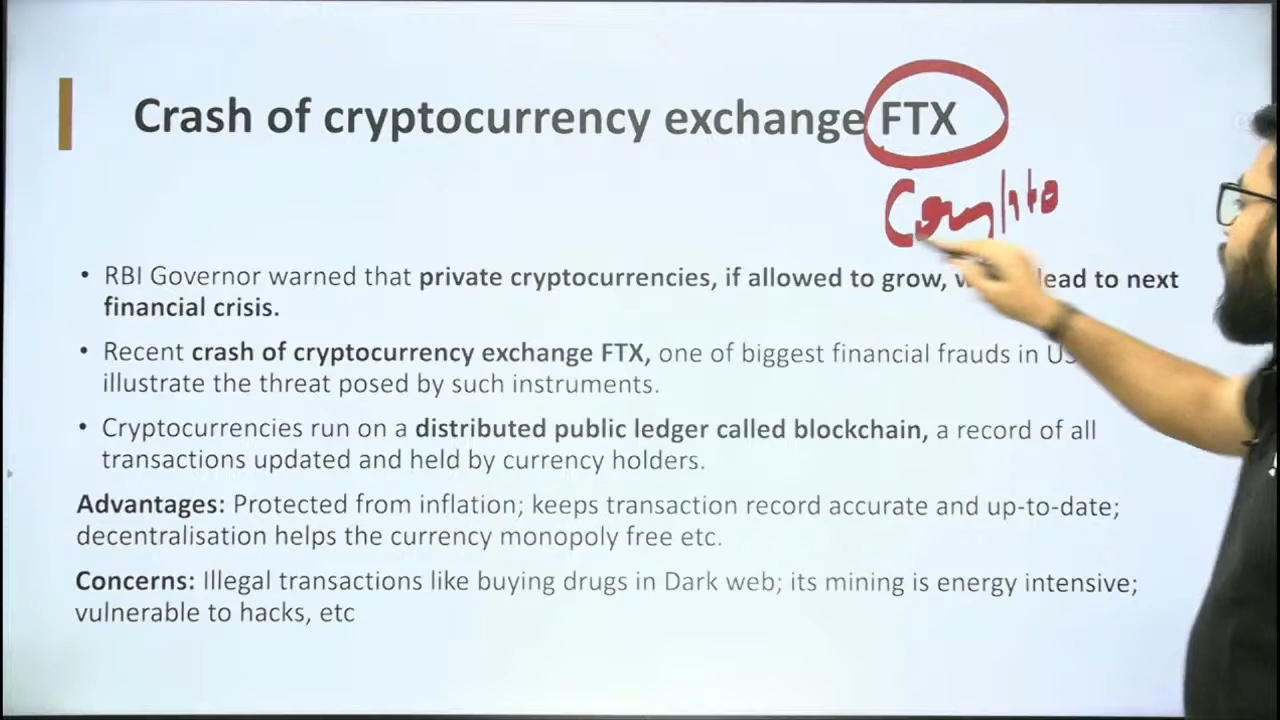 Crash of cryptocurrency exchange FTX
Crypto
• RBI Governor warned that private cryptocurrencies, if allowed to grow, lead to next
financial crisis.
• Recent crash of cryptocurrency exchange FTX, one of biggest financial frauds in US
illustrate the threat posed by such instruments.
• Cryptocurrencies run on a distributed public ledger called blockchain, a record of all
transactions updated and held by currency holders.
Advantages: Protected from inflation; keeps transaction record accurate and up-to-date;
decentralisation helps the currency monopoly free etc.
Concerns: Illegal transactions like buying drugs in Dark web; its mining is energy intensive;
vulnerable to hacks, etc